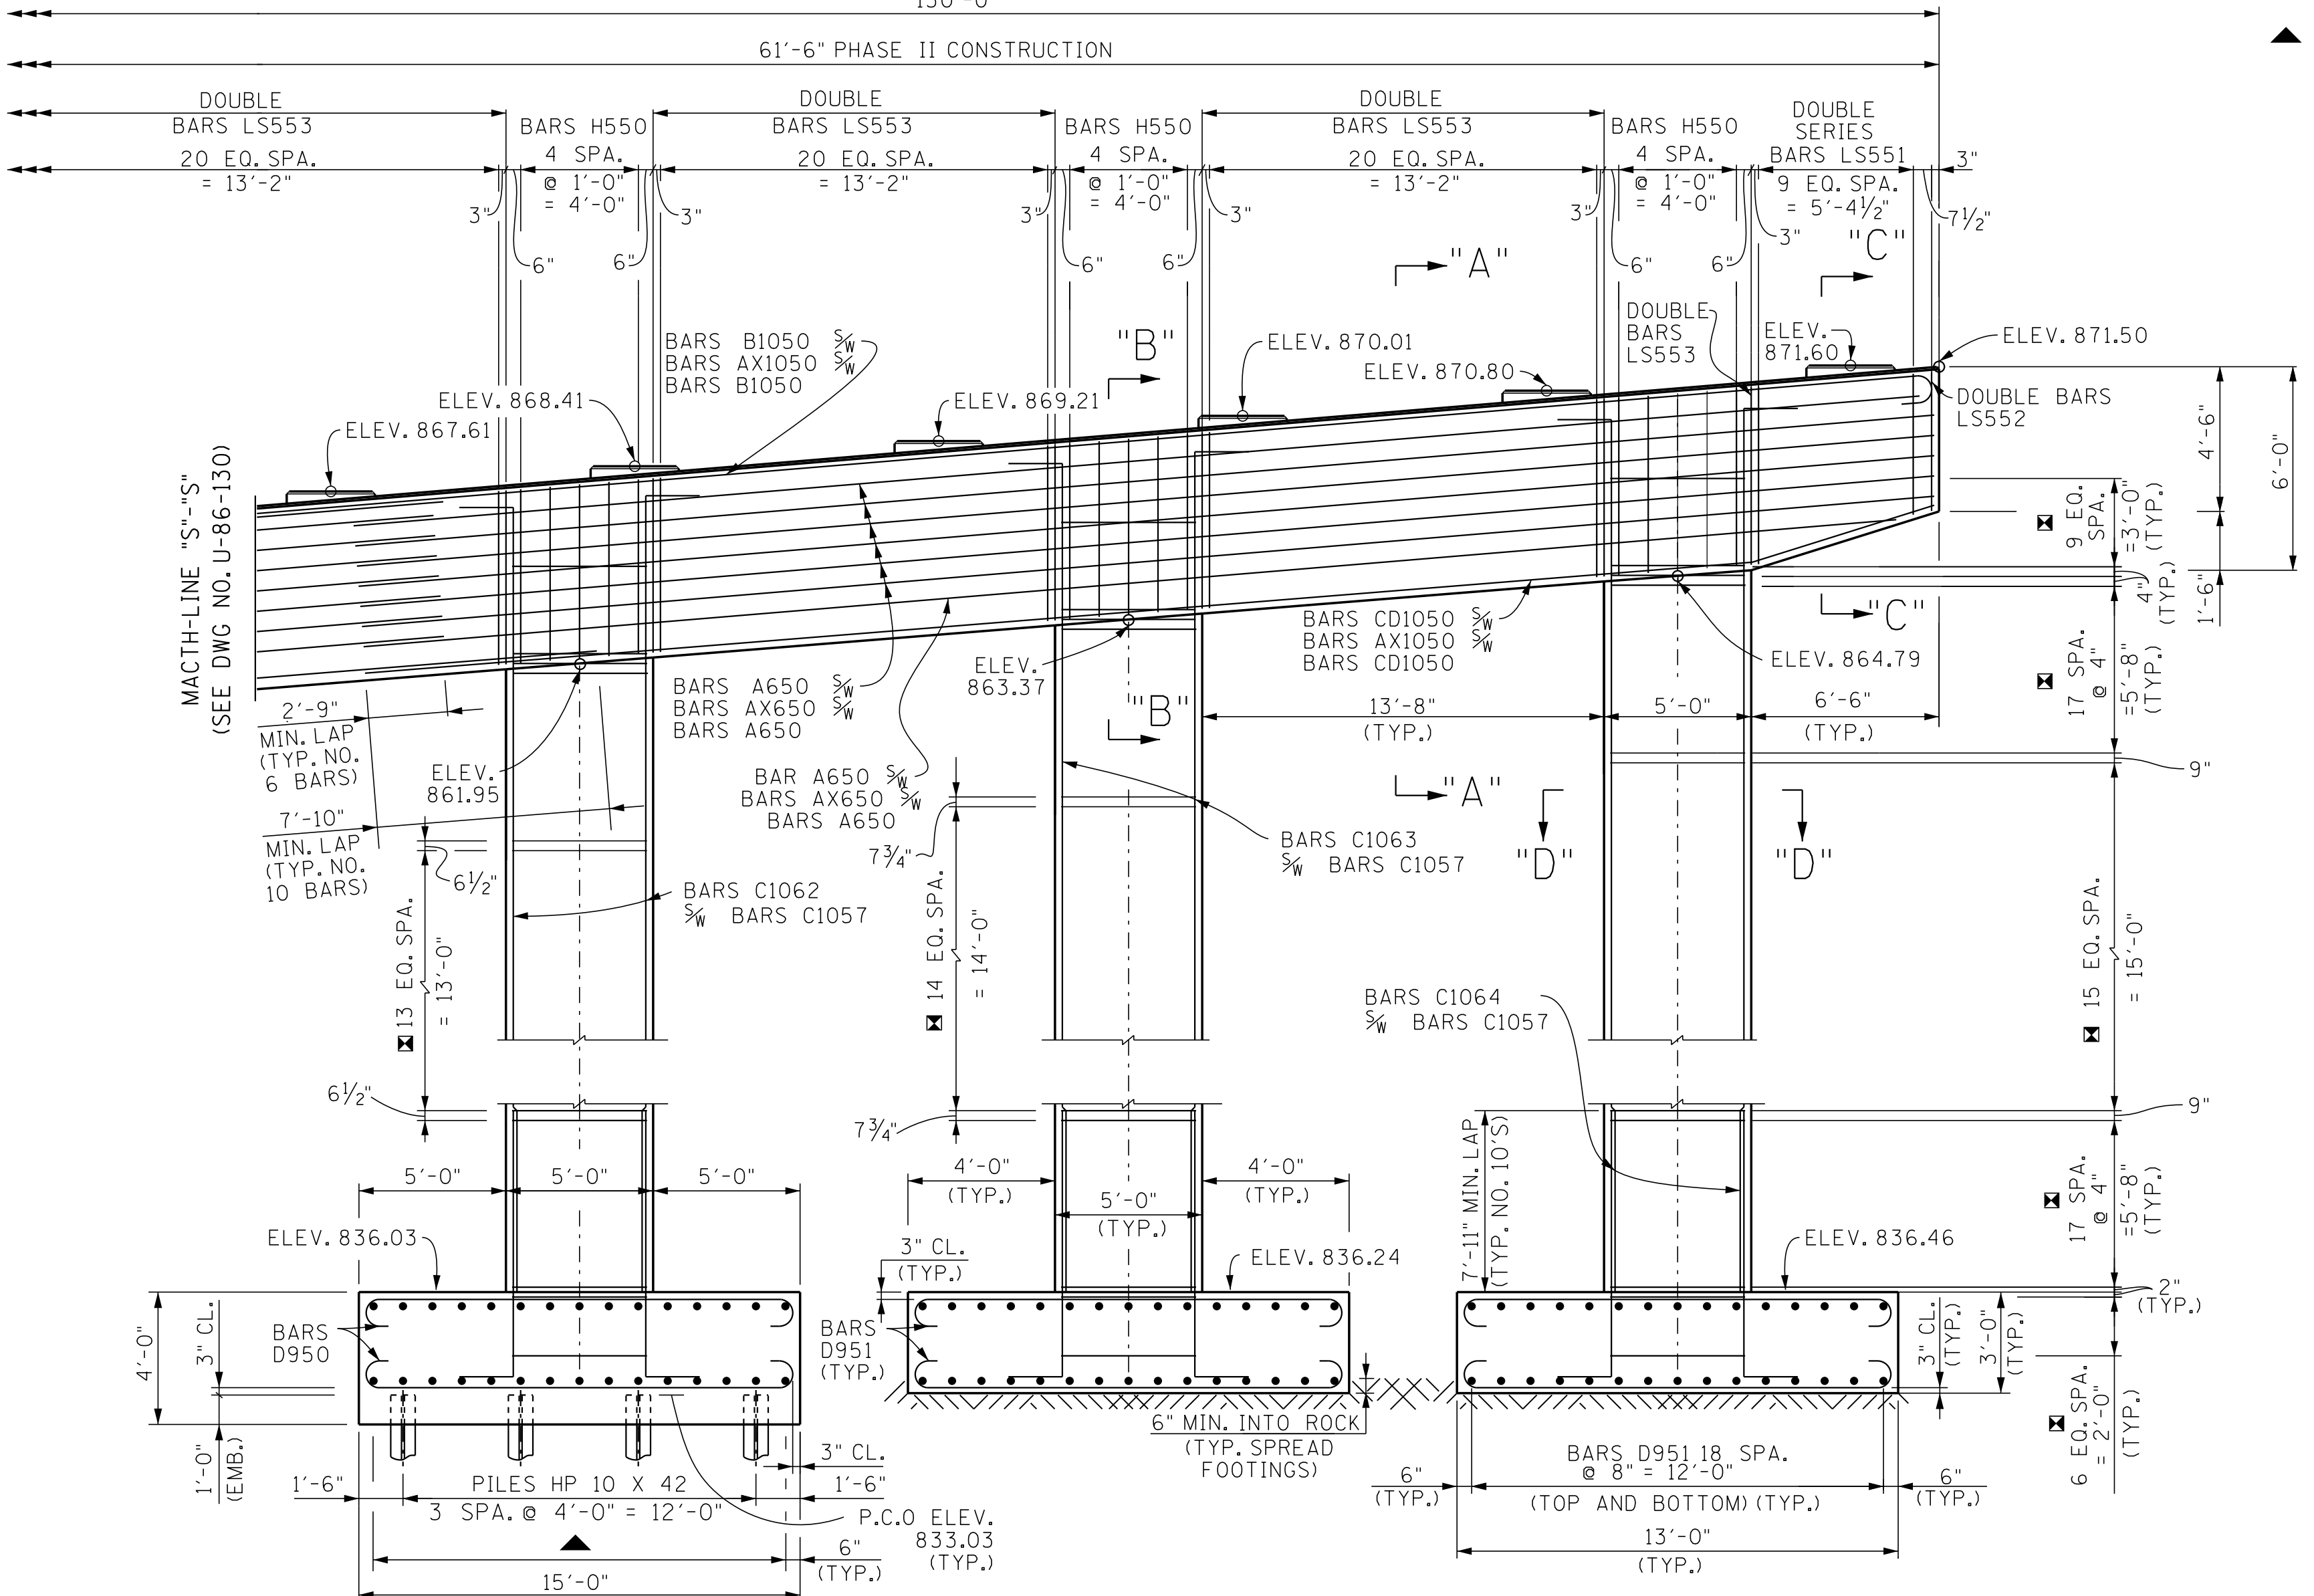 61'-6" PHASE II CONSTRUCTION
DOUBLE
BARS LS553
20 EQ. SPA.
= 13'-2"
BARS H550
4 SPA.
@ 1'-0"
= 4'-0"
DOUBLE
BARS LS553
20 EQ. SPA.
= 13'-2"
BARS H550
4 SPA.
@ 1'-0"
= 4'-0"
DOUBLE
BARS LS553
20 EQ. SPA.
= 13'-2"
BARS H550
4 SPA.
@ 1'-0"
= 4'-0"
DOUBLE
SERIES
BARS LS551
9 EQ. SPA.
= 5'-4½"
3"
3"
3"
3"
3"
3"
3"
7½"
6"
6"
6"
6"
6"
6"
"A"
"C"
"B"
BARS B1050 S/W
BARS AX1050 S/W
BARS B1050
DOUBLE
BARS
LS553
ELEV.
871.60
ELEV. 871.50
ELEV. 870.01
ELEV. 870.80
ELEV. 869.21
ELEV. 868.41
ELEV. 867.61
DOUBLE BARS
LS552
MACTH-LINE "S"-"S"
(SEE DWG NO. U-86-130)
4'-6"
6'-0"
1'-6"
9 EQ.
SPA.
=3'-0"
(TYP.)
4"
(TYP.)
17 SPA.
@ 4"
=5'-8"
(TYP.)
BARS CD1050 S/W
BARS AX1050 S/W
BARS CD1050
"C"
ELEV. 864.79
ELEV.
863.37
BARS A650 S/W
BARS AX650 S/W
BARS A650
"B"
13'-8"
(TYP.)
5'-0"
6'-6"
(TYP.)
2'-9"
MIN. LAP
(TYP. NO.
6 BARS)
ELEV.
861.95
BAR A650 S/W
BARS AX650 S/W
BARS A650
9"
"A"
7'-10"
MIN. LAP
(TYP. NO.
10 BARS)
6½"
7¾"
BARS C1063
S/W BARS C1057
"D"
"D"
BARS C1062
S/W BARS C1057
13 EQ. SPA.
= 13'-0"
14 EQ. SPA.
= 14'-0"
15 EQ. SPA.
= 15'-0"
BARS C1064
S/W BARS C1057
6½"
7¾"
9"
5'-0"
5'-0"
5'-0"
4'-0"
(TYP.)
5'-0"
(TYP.)
4'-0"
(TYP.)
7'-11" MIN. LAP
(TYP. NO. 10'S)
17 SPA.
@ 4"
=5'-8"
(TYP.)
ELEV. 836.03
3" CL.
(TYP.)
ELEV. 836.24
ELEV. 836.46
2"
(TYP.)
4'-0"
3" CL.
BARS
D950
BARS
D951
(TYP.)
3" CL.
(TYP.)
3'-0"
(TYP.)
6 EQ. SPA.
= 2'-0"
(TYP.)
1'-0"
(EMB.)
6" MIN. INTO ROCK
(TYP. SPREAD
FOOTINGS)
3" CL.
1'-6"
PILES HP 10 X 42
3 SPA. @ 4'-0" = 12'-0"
1'-6"
P.C.O ELEV.
833.03
(TYP.)
6"
(TYP.)
15'-0"
BARS D951 18 SPA.
@ 8" = 12'-0"
(TOP AND BOTTOM) (TYP.)
6"
(TYP.)
6"
(TYP.)
13'-0"
(TYP.)